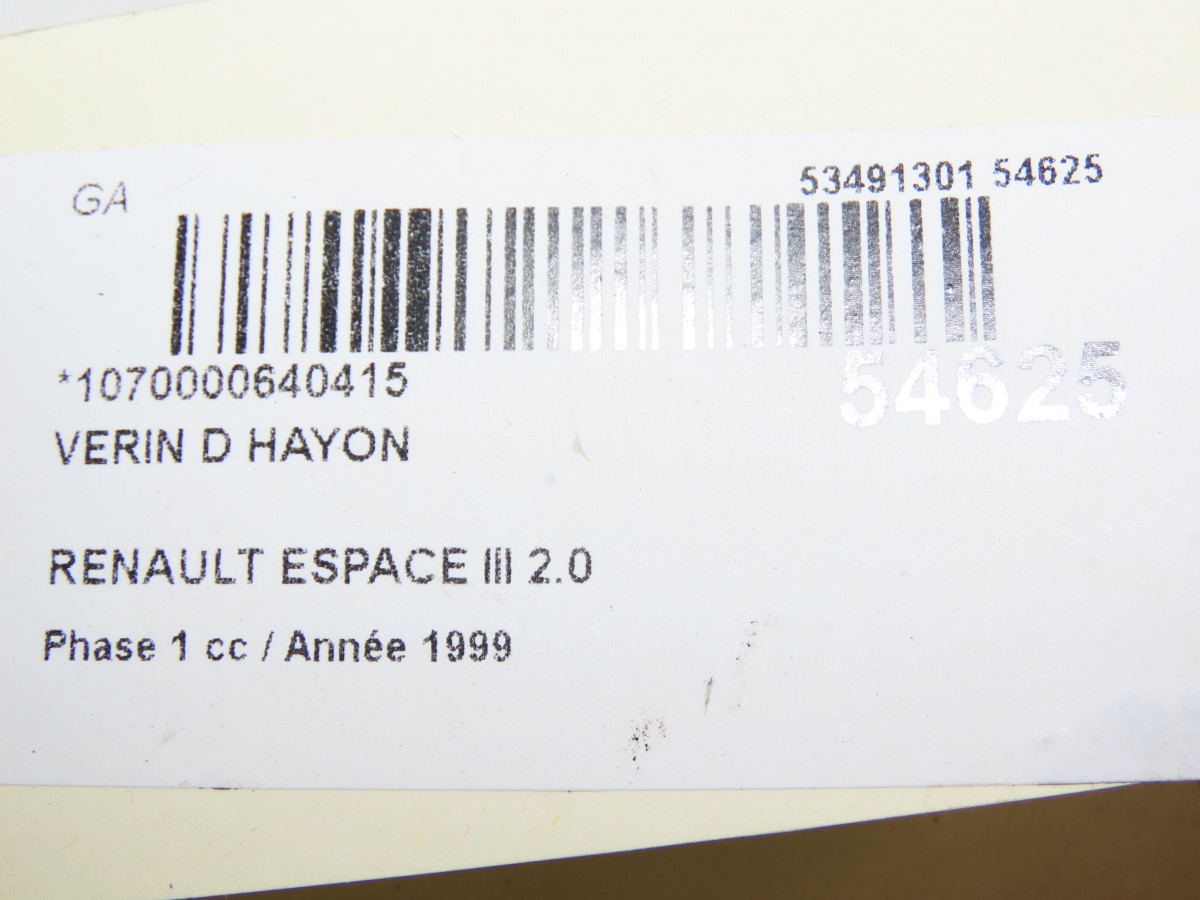 GA
53491301 54625
*1070000640415
54625
VERIN D HAYON
RENAULT ESPACE III 2.0
Phase 1 cc / Année 1999